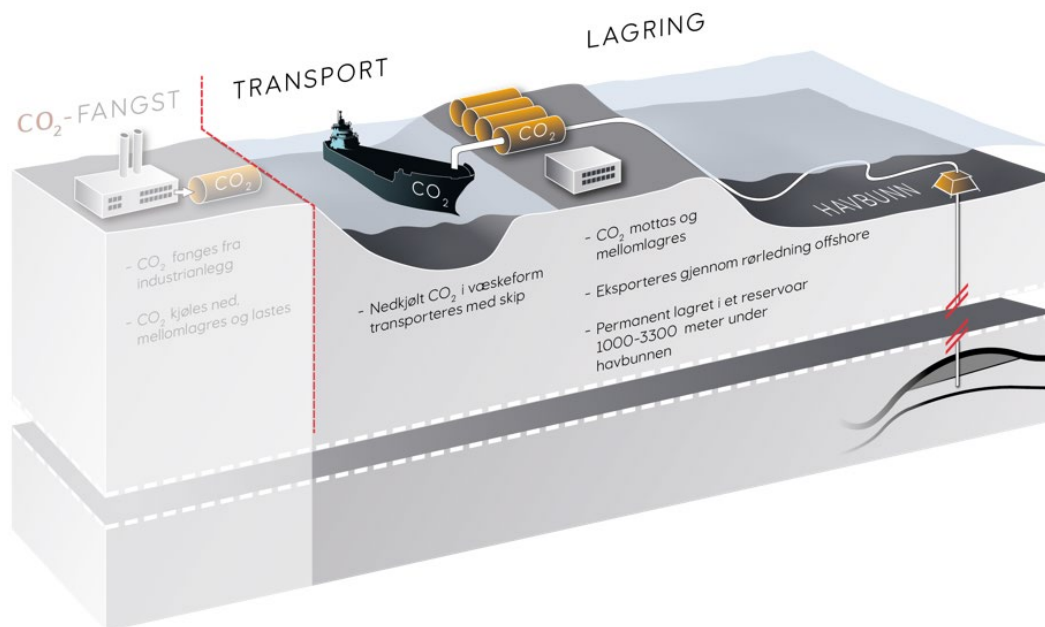 CO₂-FANGST
TRANSPORT
LAGRING
CO₂
CO₂
CO₂
HAVBUNN
- CO₂ fanges fra
industrianlegg
- CO₂ kjøles ned,
mellomlagres og lastes
- Nedkjølt CO₂ i væskeform
transporteres med skip
- CO₂ mottas og
mellomlagres
- Eksporteres gjennom rørledning offshore
- Permanent lagret i et reservoar
1000-3300 meter under
havbunnen